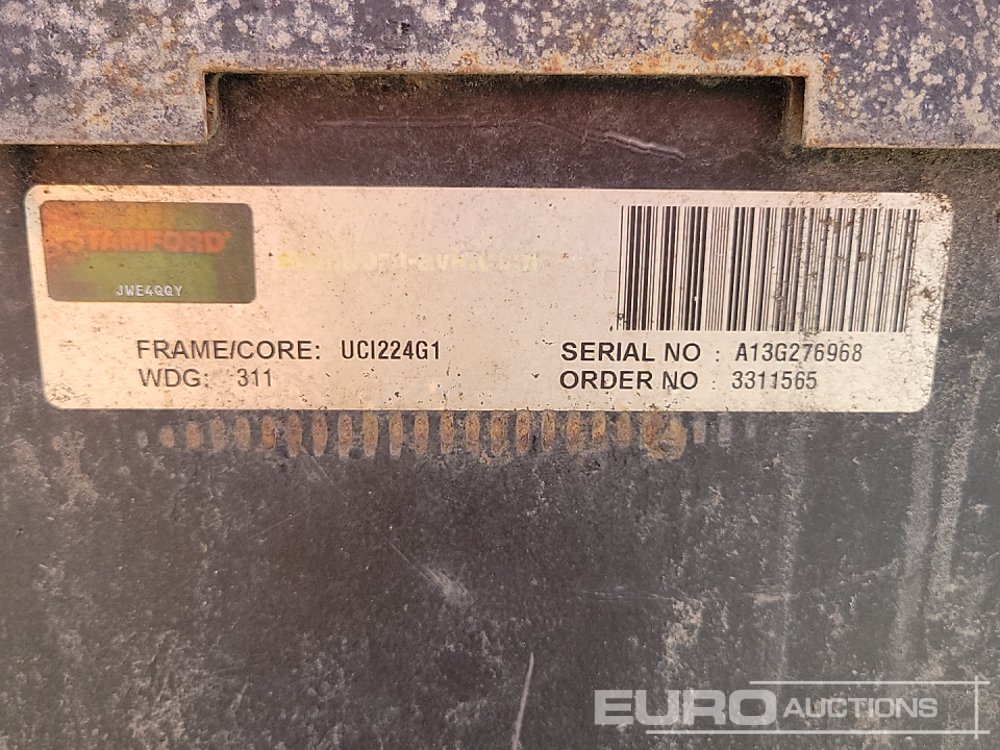 STAMFORD
JWE4QQY
FRAME/CORE: UCI224G1
WDG: 311
SERIAL NO : A13G276968
ORDER NO : 3311565
EURO AUCTIONS